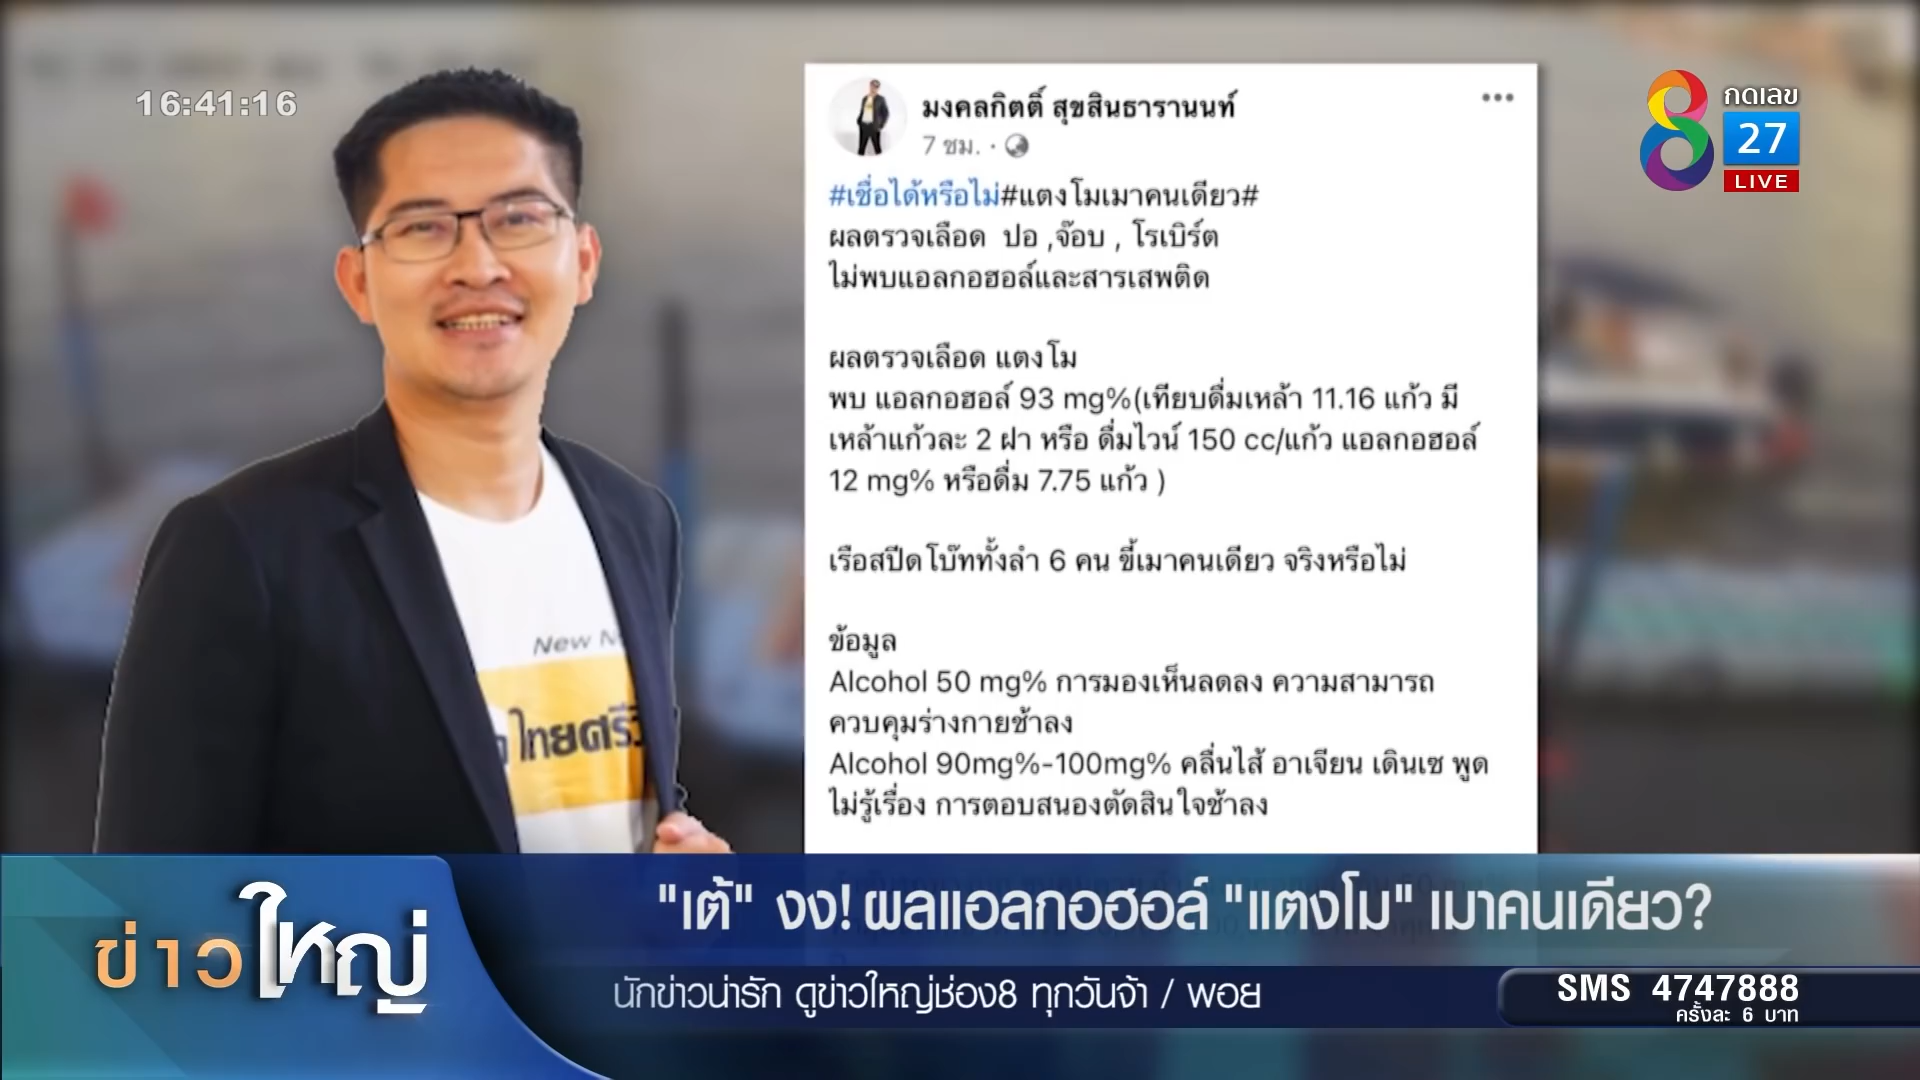 16:41:16
กดเลข
8
27
LIVE
มงคลกิตติ์ สุขสินธารานนท์
7 ชม. ·
#เชื่อได้หรือไม่#แตงโมเมาคนเดียว#
ผลตรวจเลือด ปอ ,จ๊อบ , โรเบิร์ต
ไม่พบแอลกอฮอล์และสารเสพติด
ผลตรวจเลือด แตงโม
พบ แอลกอฮอล์ 93 mg%(เทียบดื่มเหล้า 11.16 แก้ว มี
เหล้าแก้วละ 2 ฝา หรือ ดื่มไวน์ 150 cc/แก้ว แอลกอฮอล์
12 mg% หรือดื่ม 7.75 แก้ว )
เรือสปีดโบ๊ททั้งลำ 6 คน ขี้เมาคนเดียว จริงหรือไม่
ข้อมูล
Alcohol 50 mg% การมองเห็นลดลง ความสามารถ
ควบคุมร่างกายช้าลง
Alcohol 90mg%-100mg% คลื่นไส้ อาเจียน เดินเซ พูด
ไม่รู้เรื่อง การตอบสนองตัดสินใจช้าลง
New
ไทยศรีวิ
ข่าวใหญ่
"เต้" งง! ผลแอลกอฮอล์ "แตงโม" เมาคนเดียว?
นักข่าวน่ารัก ดูข่าวใหญ่ช่อง8 ทุกวันจ้า / พอย
SMS 4747888
ครั้งละ 6 บาท